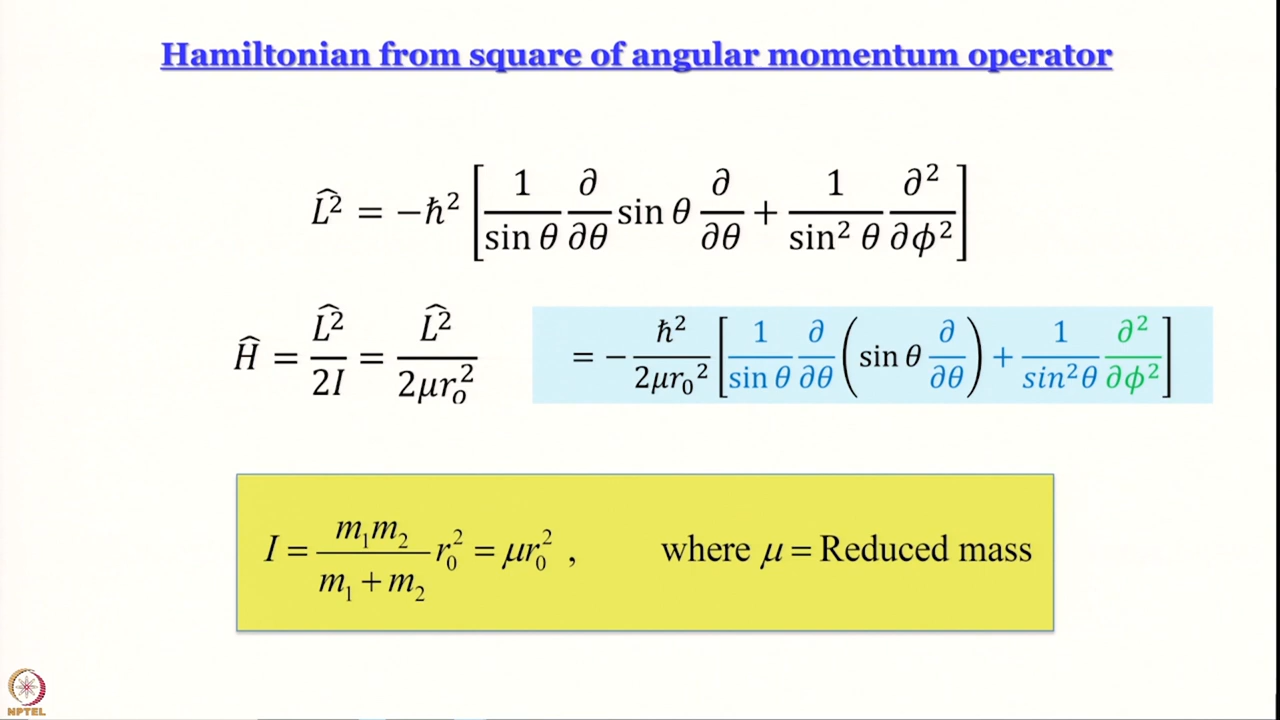 Hamiltonian from square of angular momentum operator
L̂² = −ħ² [ 1/sin θ ∂/∂θ sin θ ∂/∂θ + 1/sin² θ ∂²/∂ϕ² ]
Ĥ = L̂²/2I = L̂²/2μr₀² = − ħ²/2μr₀² [ 1/sin θ ∂/∂θ ( sin θ ∂/∂θ ) + 1/sin²θ ∂²/∂ϕ² ]
I = m₁m₂/(m₁ + m₂) r₀² = μr₀² , where μ = Reduced mass
NPTEL